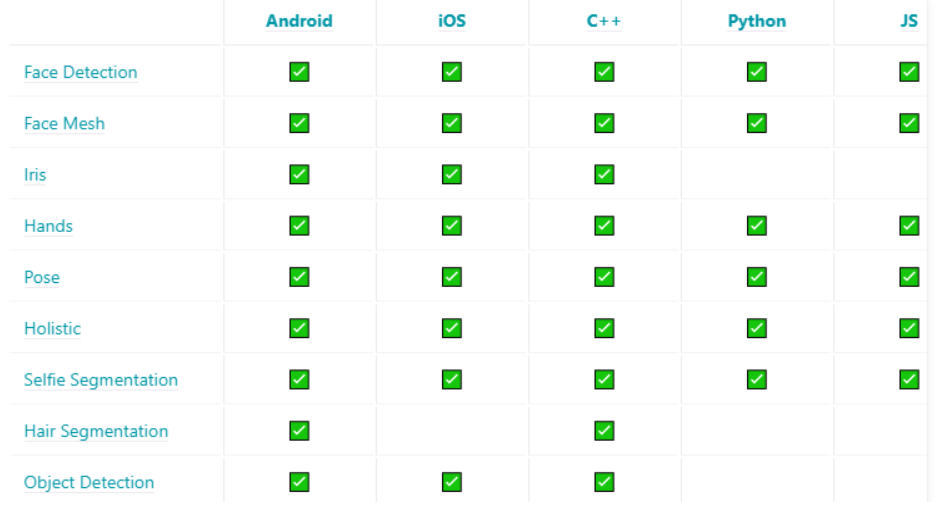 Android iOS C++ Python JS
Face Detection ✅ ✅ ✅ ✅ ✅
Face Mesh ✅ ✅ ✅ ✅ ✅
Iris ✅ ✅ ✅
Hands ✅ ✅ ✅ ✅ ✅
Pose ✅ ✅ ✅ ✅ ✅
Holistic ✅ ✅ ✅ ✅ ✅
Selfie Segmentation ✅ ✅ ✅ ✅ ✅
Hair Segmentation ✅ ✅
Object Detection ✅ ✅ ✅